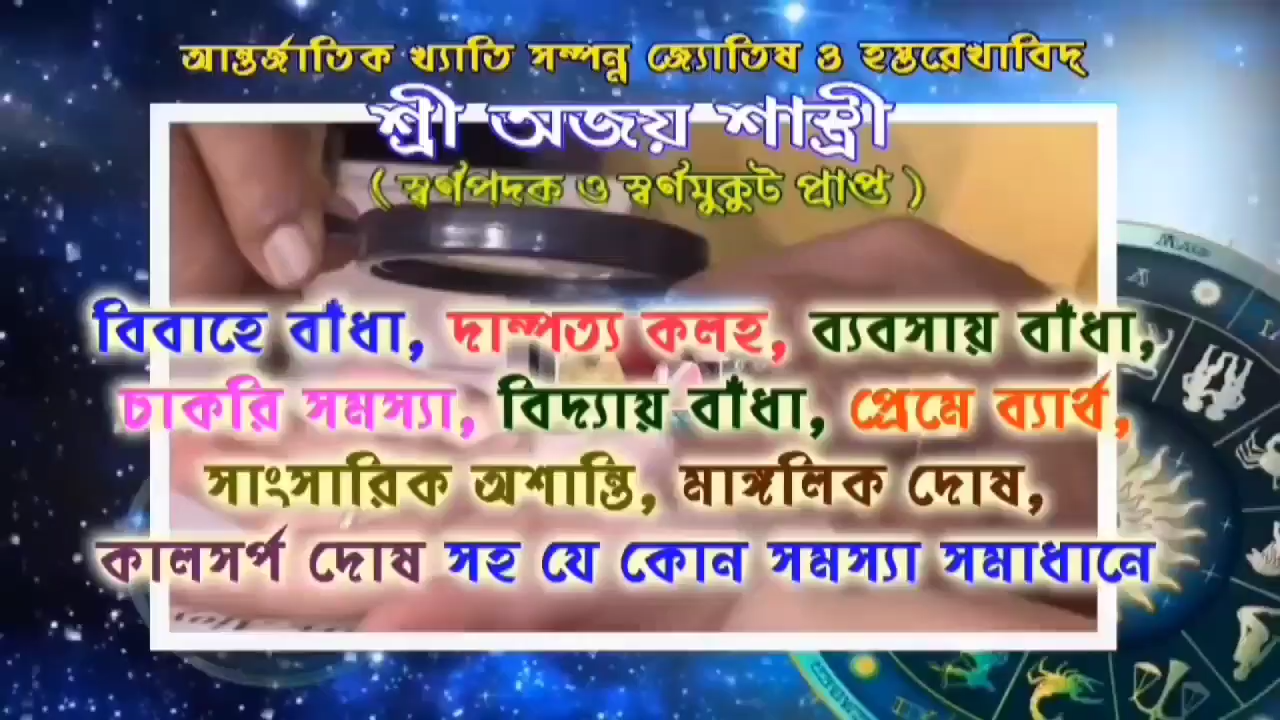 আন্তর্জাতিক খ্যাতি সম্পন্ন জ্যোতিষ ও হস্তরেখাবিদ্
শ্রী অজয় শাস্ত্রী
( স্বর্ণপদক ও স্বর্ণমুকুট প্রাপ্ত )
বিবাহে বাঁধা, দাম্পত্য কলহ, ব্যবসায় বাঁধা,
চাকরি সমস্যা, বিদ্যায় বাঁধা, প্রেমে ব্যার্থ,
সাংসারিক অশান্তি, মাঙ্গলিক দোষ,
কালসর্প দোষ সহ যে কোন সমস্যা সমাধানে